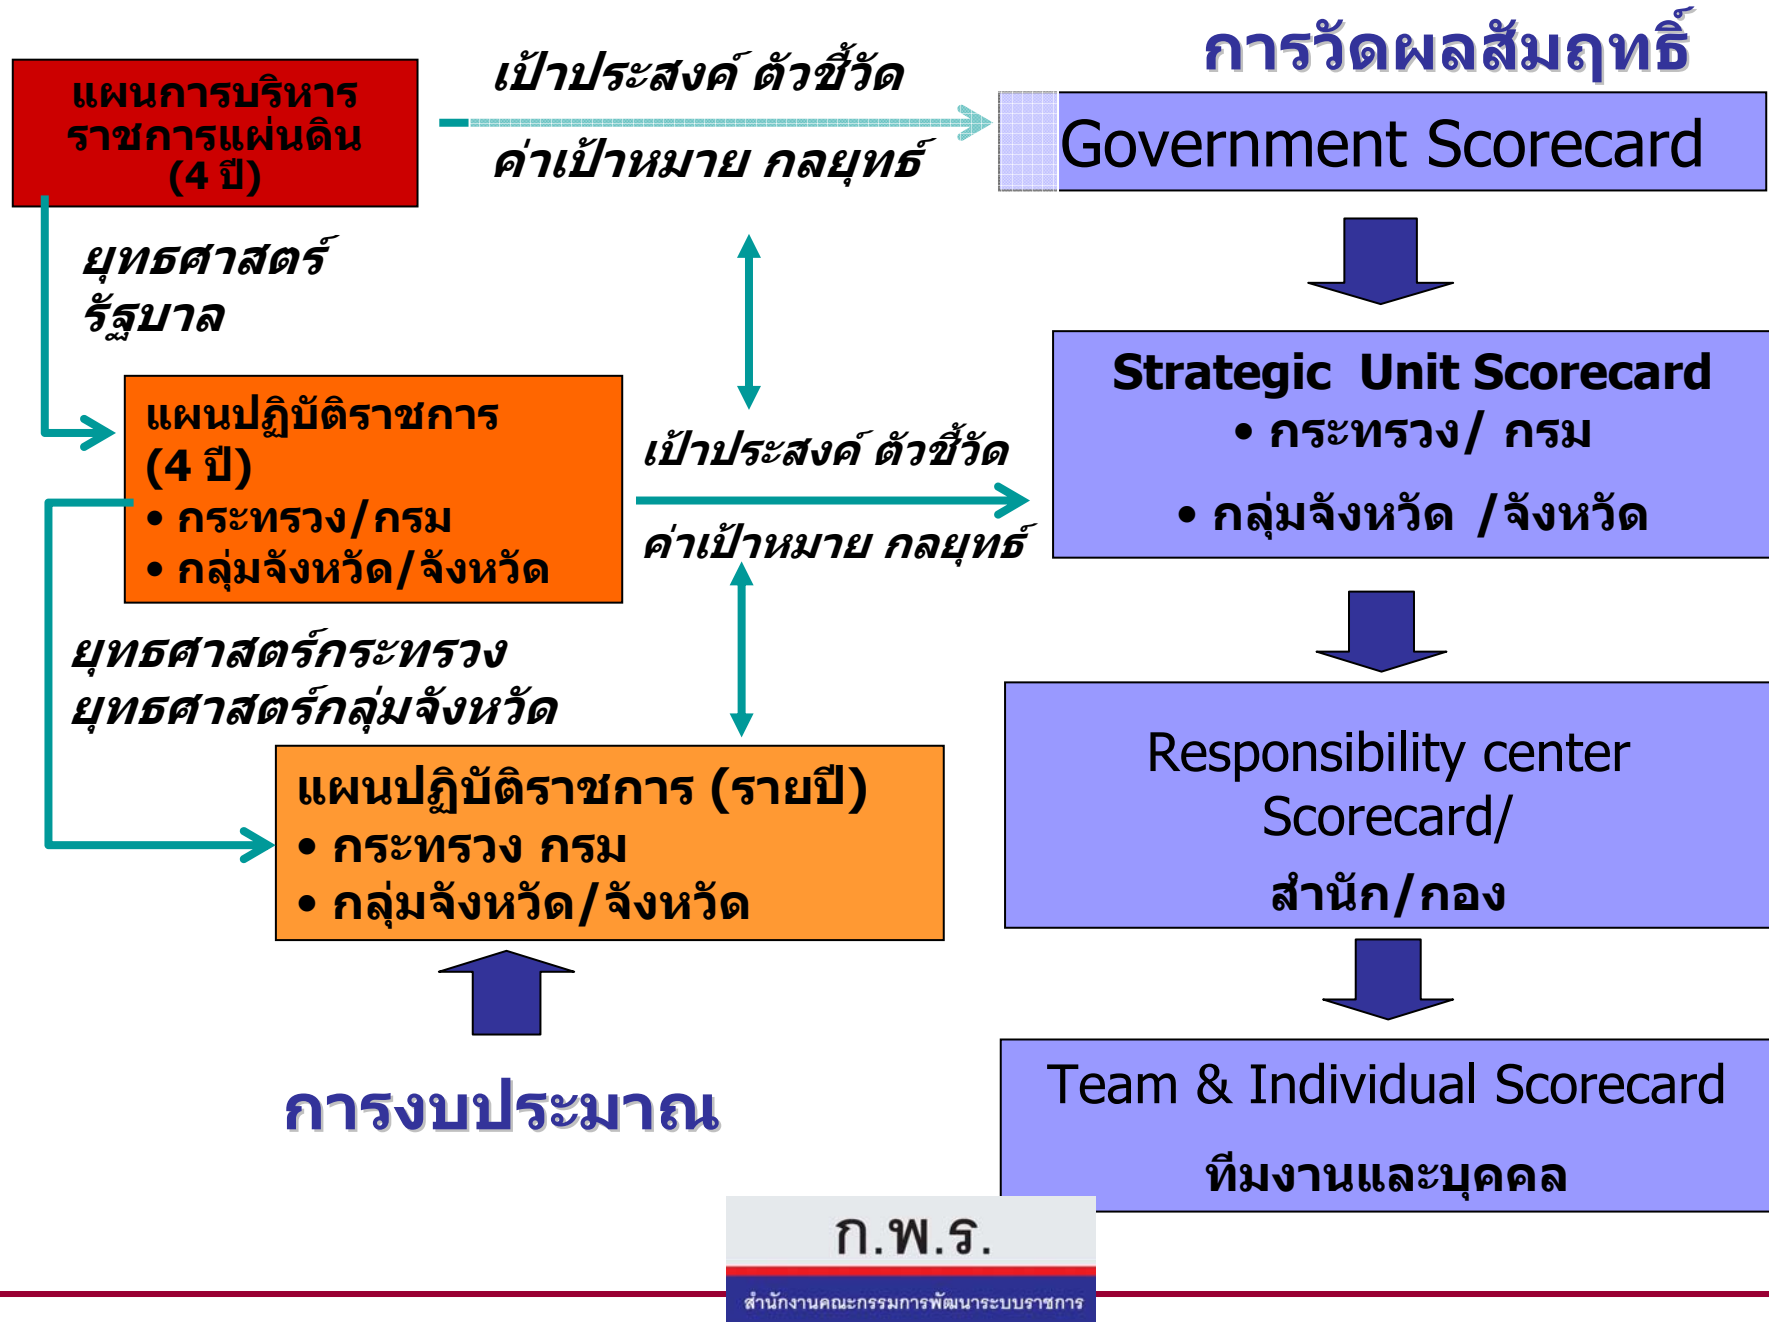 การวัดผลสัมฤทธิ์
แผนการบริหาร
ราชการแผ่นดิน
(4 ปี)
เป้าประสงค์ ตัวชี้วัด
ค่าเป้าหมาย กลยุทธ์
Government Scorecard
ยุทธศาสตร์
รัฐบาล
แผนปฏิบัติราชการ
(4 ปี)
• กระทรวง/กรม
• กลุ่มจังหวัด/จังหวัด
เป้าประสงค์ ตัวชี้วัด
ค่าเป้าหมาย กลยุทธ์
Strategic Unit Scorecard
• กระทรวง/ กรม
• กลุ่มจังหวัด /จังหวัด
ยุทธศาสตร์กระทรวง
ยุทธศาสตร์กลุ่มจังหวัด
แผนปฏิบัติราชการ (รายปี)
• กระทรวง กรม
• กลุ่มจังหวัด/จังหวัด
Responsibility center
Scorecard/
สำนัก/กอง
การงบประมาณ
Team & Individual Scorecard
ทีมงานและบุคคล
ก.พ.ร.
สำนักงานคณะกรรมการพัฒนาระบบราชการ